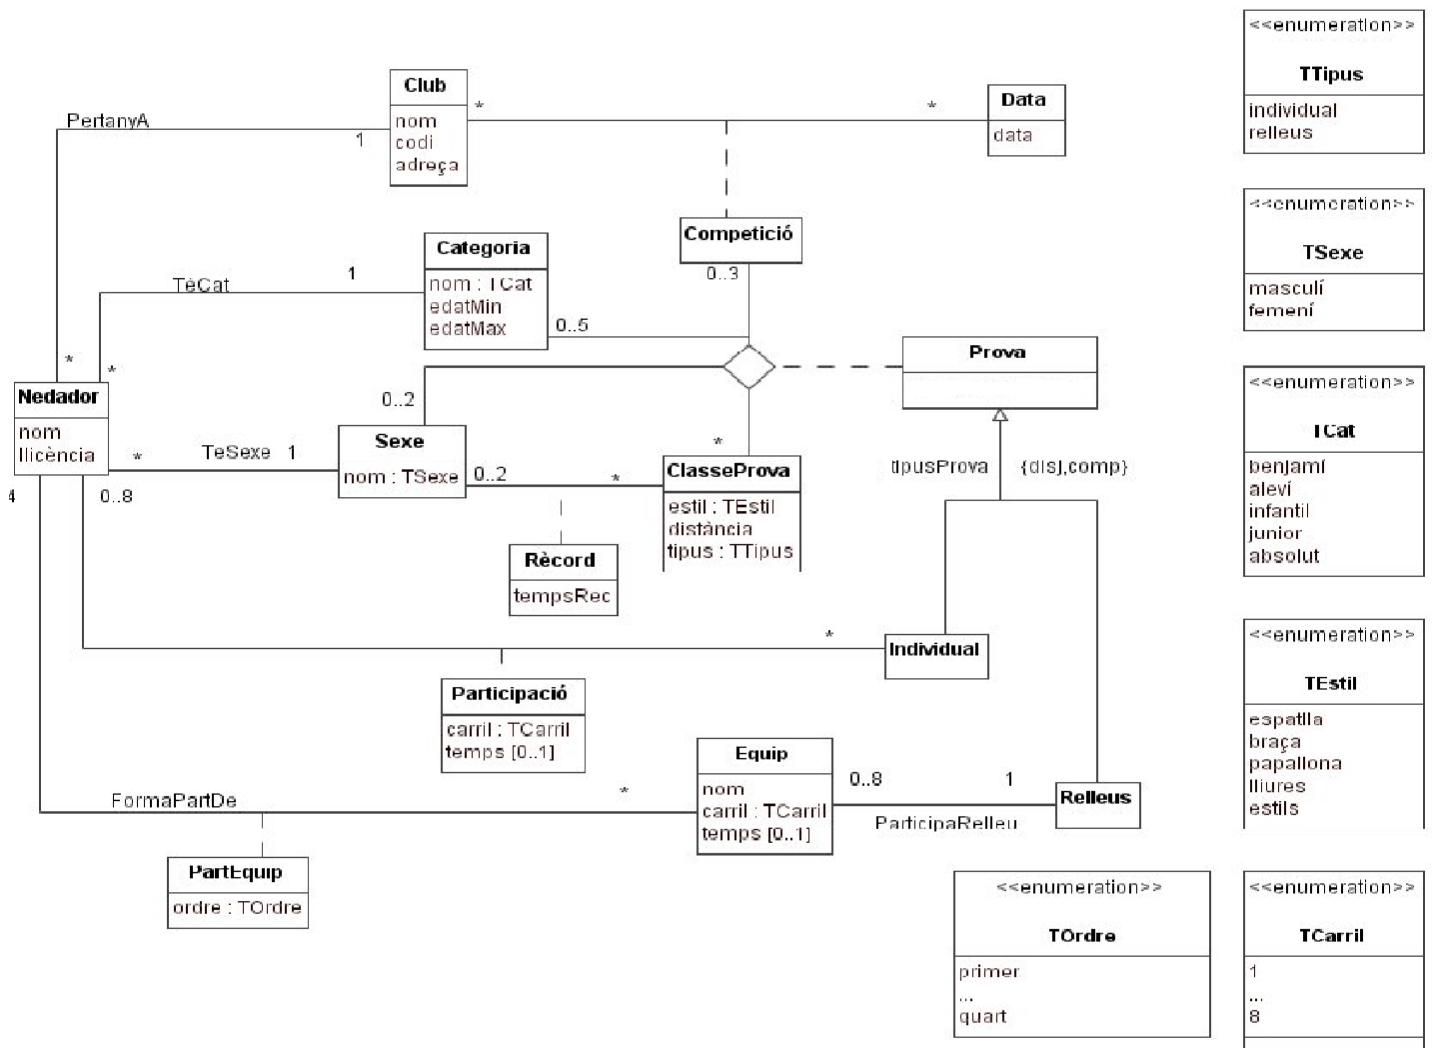 PertanyA
*
1
Club
nom
codi
adreça
*
*
Data
data
<<enumeration>>
TTipus
individual
relleus
Competició
0..3
Categoria
nom : TCat
edatMin
edatMax
TéCat
1
*
0..5
<<enumeration>>
TSexe
masculí
femení
Prova
Nedador
nom
llicència
0..2
Sexe
nom : TSexe
*
TeSexe
1
0..2
*
*
ClasseProva
estil : TEstil
distància
tipus : TTipus
tipusProva
{disj,comp}
<<enumeration>>
TCat
benjamí
aleví
infantil
junior
absolut
4
0..8
Rècord
tempsRec
*
Individual
<<enumeration>>
TEstil
espatlla
braça
papallona
lliures
estils
Participació
carril : TCarril
temps [0..1]
FormaPartDe
*
Equip
nom
carril : TCarril
temps [0..1]
0..8
1
ParticipaRelleu
Relleus
PartEquip
ordre : TOrdre
<<enumeration>>
TOrdre
primer
...
quart
<<enumeration>>
TCarril
1
...
8